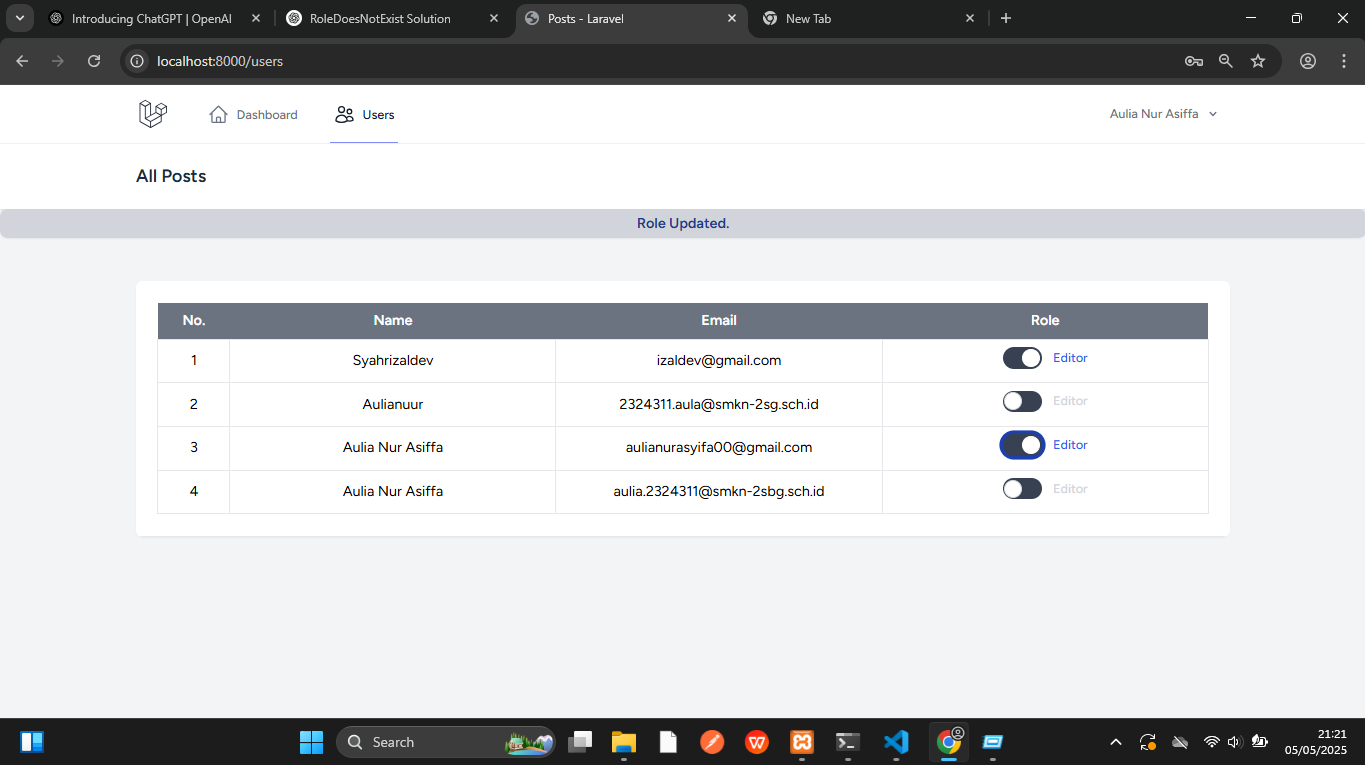 Introducing ChatGPT | OpenAI
RoleDoesNotExist Solution
Posts - Laravel
New Tab
localhost:8000/users
Dashboard
Users
Aulia Nur Asiffa
All Posts
Role Updated.
No. Name Email Role
1 Syahrizaldev izaldev@gmail.com Editor
2 Aulianuur 2324311.aula@smkn-2sg.sch.id Editor
3 Aulia Nur Asiffa aulianurasyifa00@gmail.com Editor
4 Aulia Nur Asiffa aulia.2324311@smkn-2sbg.sch.id Editor
Search
21:21
05/05/2025